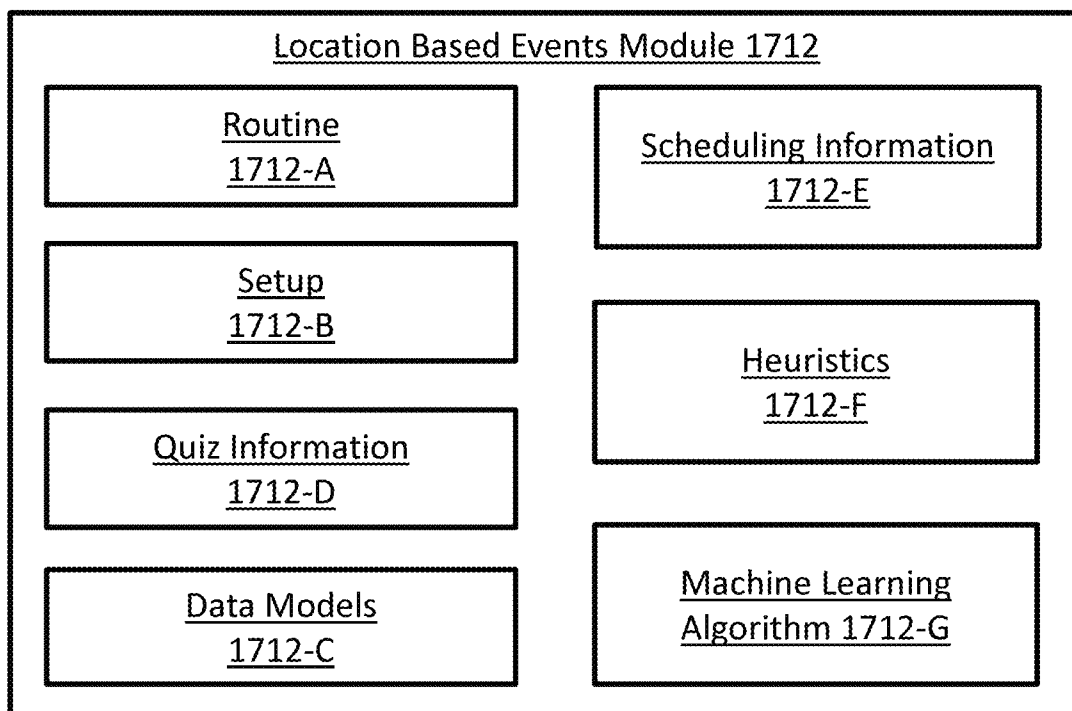 Location Based Events Module 1712
Routine
1712-A
Setup
1712-B
Quiz Information
1712-D
Data Models
1712-C
Scheduling Information
1712-E
Heuristics
1712-F
Machine Learning
Algorithm 1712-G